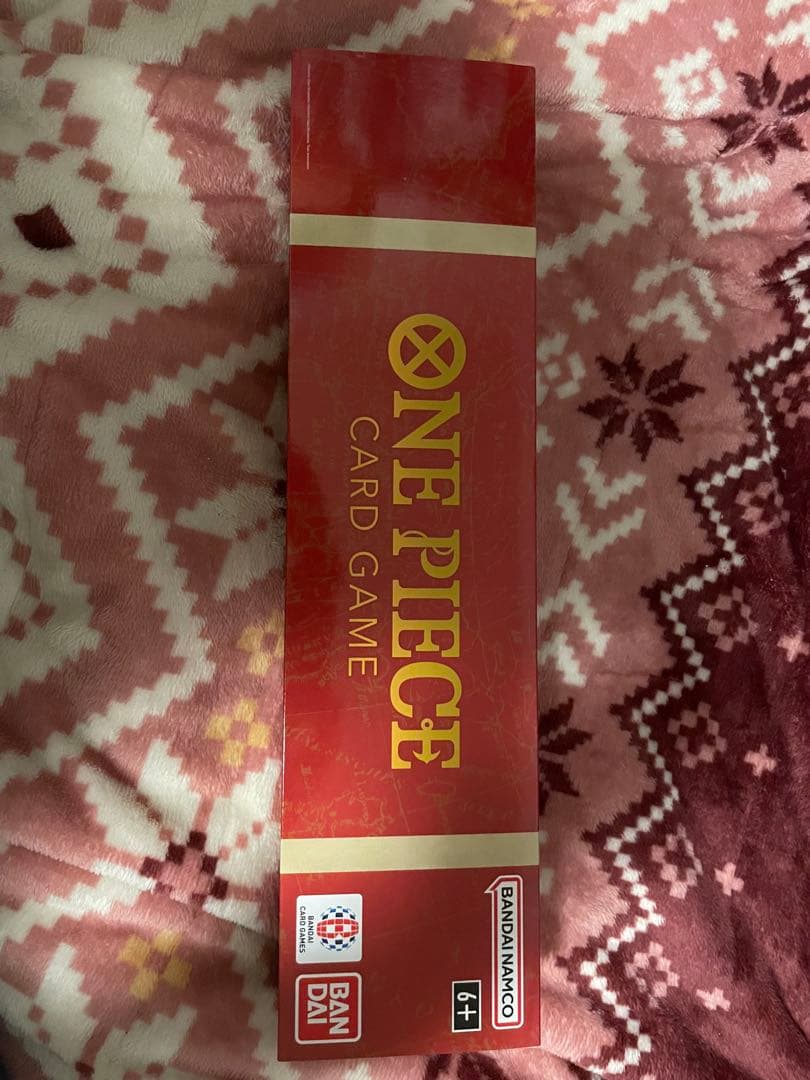 ONE PIECE
CARD GAME
BANDAI NAMCO
6+
BANDAI
CARD GAMES
BAN
DAI